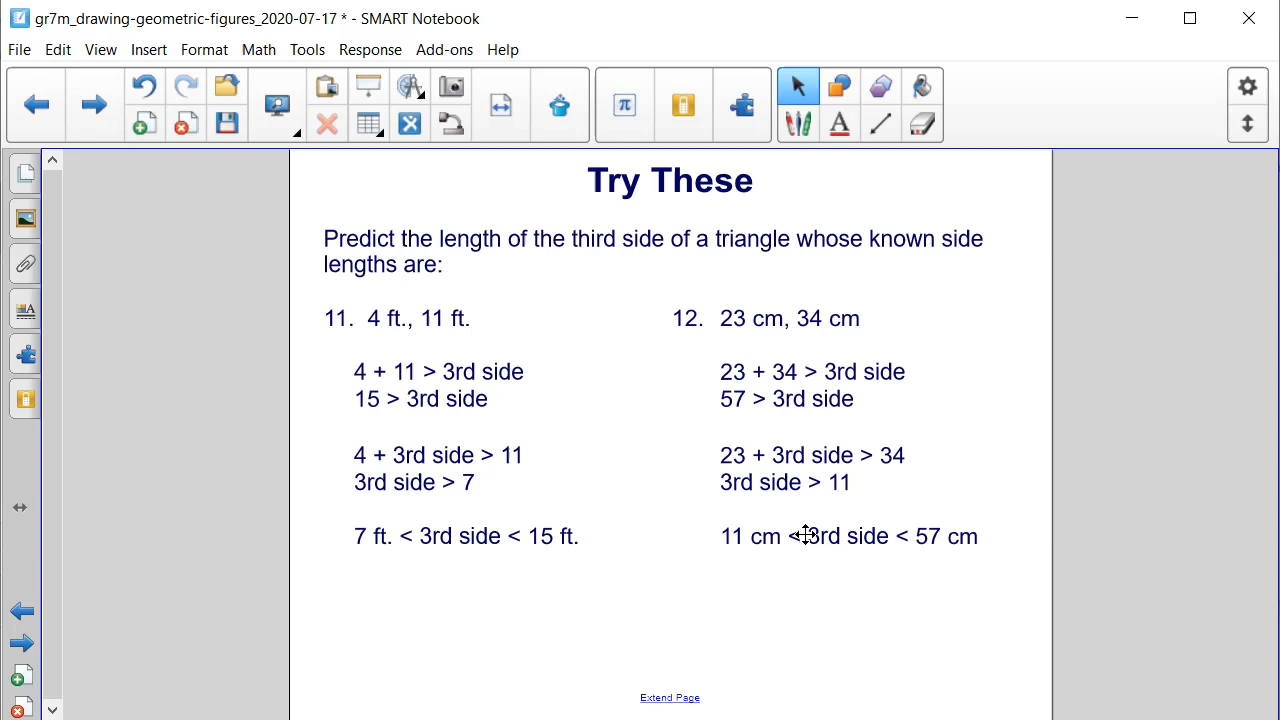 gr7m_drawing-geometric-figures_2020-07-17 * - SMART Notebook
File Edit View Insert Format Math Tools Response Add-ons Help
Try These
Predict the length of the third side of a triangle whose known side
lengths are:
11. 4 ft., 11 ft.
4 + 11 > 3rd side
15 > 3rd side
4 + 3rd side > 11
3rd side > 7
7 ft. < 3rd side < 15 ft.
12. 23 cm, 34 cm
23 + 34 > 3rd side
57 > 3rd side
23 + 3rd side > 34
3rd side > 11
11 cm < 3rd side < 57 cm
Extend Page